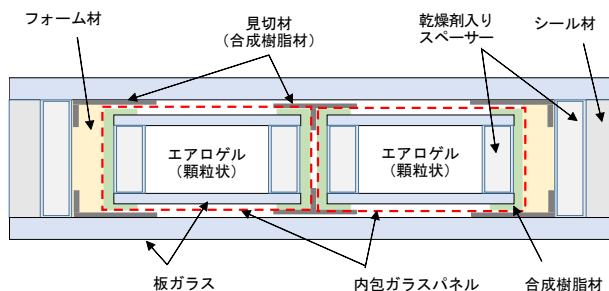 フォーム材
見切材
(合成樹脂材)
乾燥剤入り
スペーサー
シール材
エアロゲル
(顆粒状)
エアロゲル
(顆粒状)
板ガラス
内包ガラスパネル
合成樹脂材